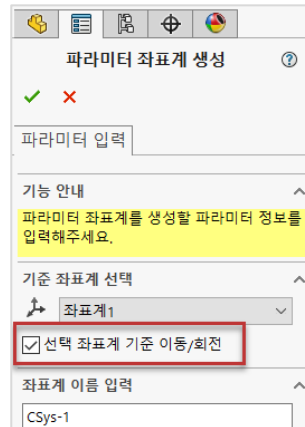 파라미터 좌표계 생성
파라미터 입력
기능 안내
파라미터 좌표계를 생성할 파라미터 정보를
입력해주세요.
기준 좌표계 선택
좌표계1
선택 좌표계 기준 이동/회전
좌표계 이름 입력
CSys-1